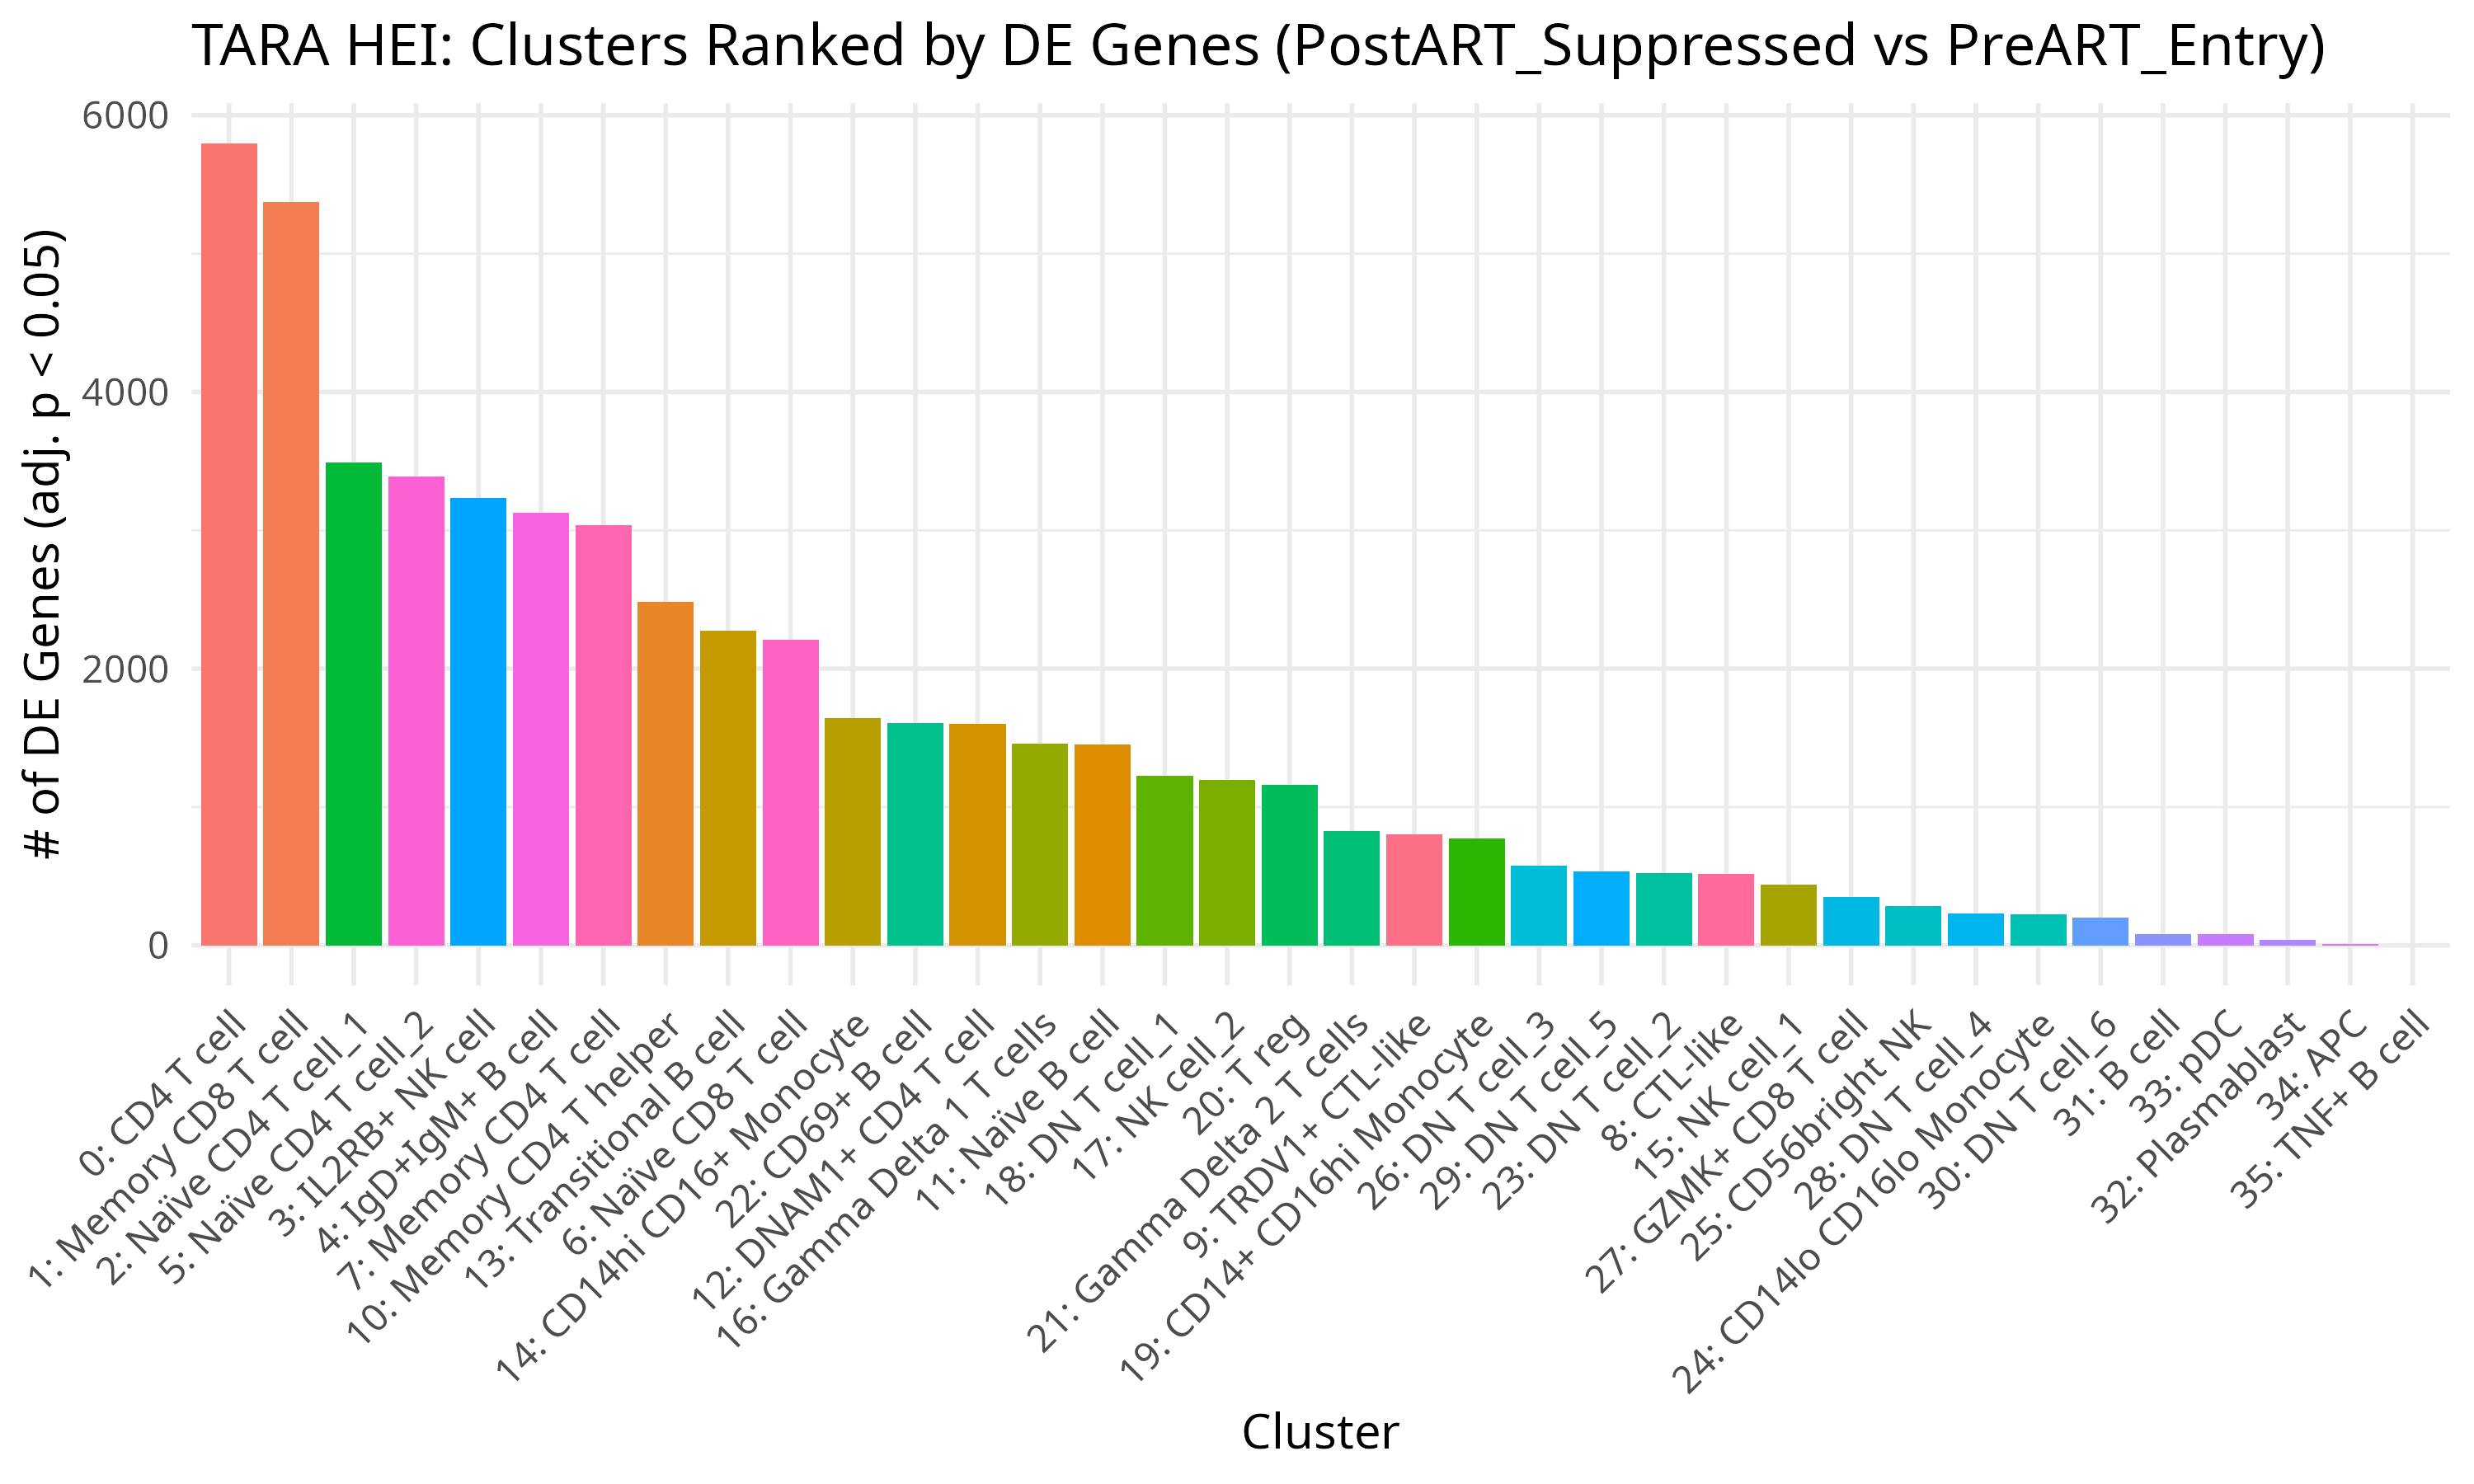 TARA HEI: Clusters Ranked by DE Genes (PostART_Suppressed vs PreART_Entry)
# of DE Genes (adj. p < 0.05)
6000
4000
2000
0
0: CD4 T cell
1: Memory CD8 T cell
2: Naïve CD4 T cell_1
5: Naïve CD4 T cell_2
3: IL2RB+ NK cell
4: IgD+IgM+ B cell
7: Memory CD4 T cell
10: Memory CD4 T helper
13: Transitional B cell
6: Naïve CD8 T cell
14: CD14hi CD16+ Monocyte
22: CD69+ B cell
12: DNAM1+ CD4 T cell
16: Gamma Delta 1 T cells
11: Naïve B cell
18: DN T cell_1
17: NK cell_2
20: T reg
21: Gamma Delta 2 T cells
9: TRDV1+ CTL-like
19: CD14+ CD16hi Monocyte
26: DN T cell_3
29: DN T cell_5
23: DN T cell_2
8: CTL-like
15: NK cell_1
27: GZMK+ CD8 T cell
25: CD56bright NK
28: DN T cell_4
24: CD14lo CD16lo Monocyte
30: DN T cell_6
31: B cell
33: pDC
32: Plasmablast
34: APC
35: TNF+ B cell
Cluster